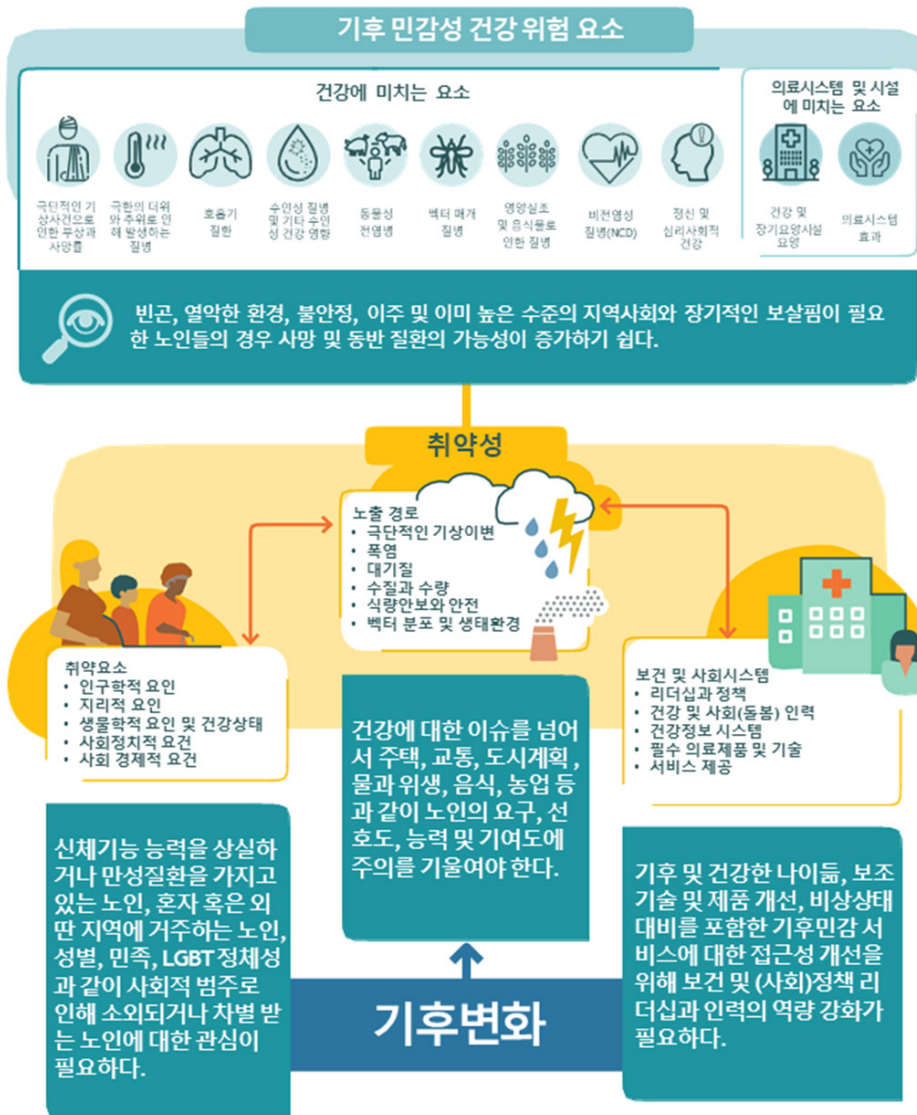 기후 민감성 건강 위험 요소
건강에 미치는 요소
의료시스템 및 시설
에 미치는 요소
극단적인 기
상사건으로
인한 부상과
사망률
극한의 더위
와 추위로 인
해 발생하는
질병
호흡기
질환
수인성 질병
및 기타 수인
성 건강 영향
동물성
전염병
벡터 매개
질병
영양실조
및 음식물로
인한 질병
비전염성
질병(NCD)
정신 및
심리사회적
건강
건강 및
장기요양시설
요양
의료시스템
효과
빈곤, 열악한 환경, 불안정, 이주 및 이미 높은 수준의 지역사회와 장기적인 보살핌이 필요
한 노인들의 경우 사망 및 동반 질환의 가능성이 증가하기 쉽다.
취약성
노출 경로
• 극단적인 기상이변
• 폭염
• 대기질
• 수질과 수량
• 식량안보와 안전
• 벡터 분포 및 생태환경
취약요소
• 인구학적 요인
• 지리적 요인
• 생물학적 요인 및 건강상태
• 사회정치적 요건
• 사회 경제적 요건
보건 및 사회시스템
• 리더십과 정책
• 건강 및 사회(돌봄) 인력
• 건강정보 시스템
• 필수 의료제품 및 기술
• 서비스 제공
신체기능 능력을 상실하
거나 만성질환을 가지고
있는 노인, 혼자 혹은 외
딴 지역에 거주하는 노인,
성별, 민족, LGBT 정체성
과 같이 사회적 범주로
인해 소외되거나 차별 받
는 노인에 대한 관심이
필요하다.
건강에 대한 이슈를 넘어
서 주택, 교통, 도시계획,
물과 위생, 음식, 농업 등
과 같이 노인의 요구, 선
호도, 능력 및 기여도에
주의를 기울여야 한다.
기후 및 건강한 나이듦, 보조
기술 및 제품 개선, 비상상태
대비를 포함한 기후민감 서
비스에 대한 접근성 개선을
위해 보건 및 (사회)정책 리
더십과 인력의 역량 강화가
필요하다.
기후변화